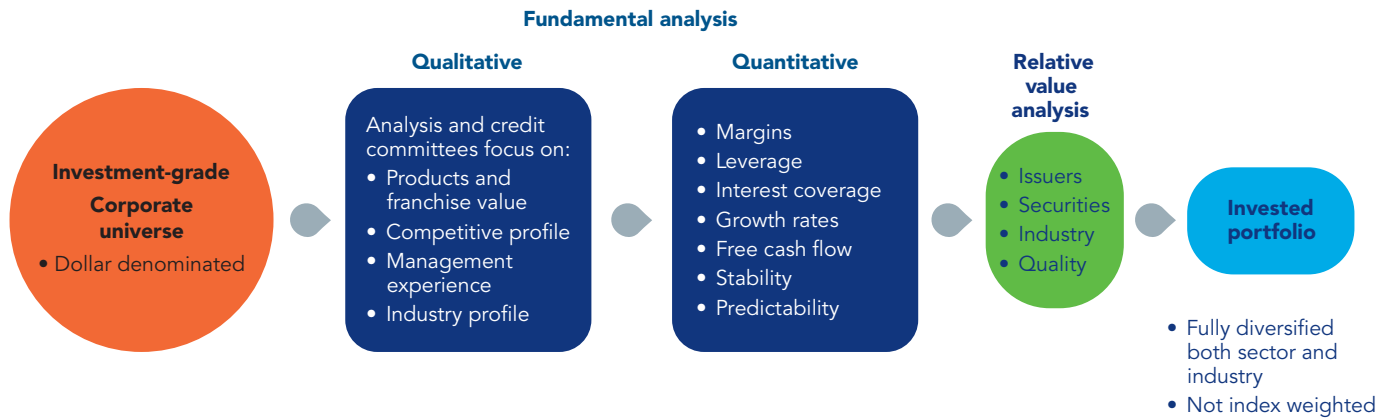 Fundamental analysis
Investment-grade
Corporate
universe
• Dollar denominated
Qualitative
Analysis and credit
committees focus on:
• Products and
franchise value
• Competitive profile
• Management
experience
• Industry profile
Quantitative
• Margins
• Leverage
• Interest coverage
• Growth rates
• Free cash flow
• Stability
• Predictability
Relative
value
analysis
• Issuers
• Securities
• Industry
• Quality
Invested
portfolio
• Fully diversified
both sector and
industry
• Not index weighted